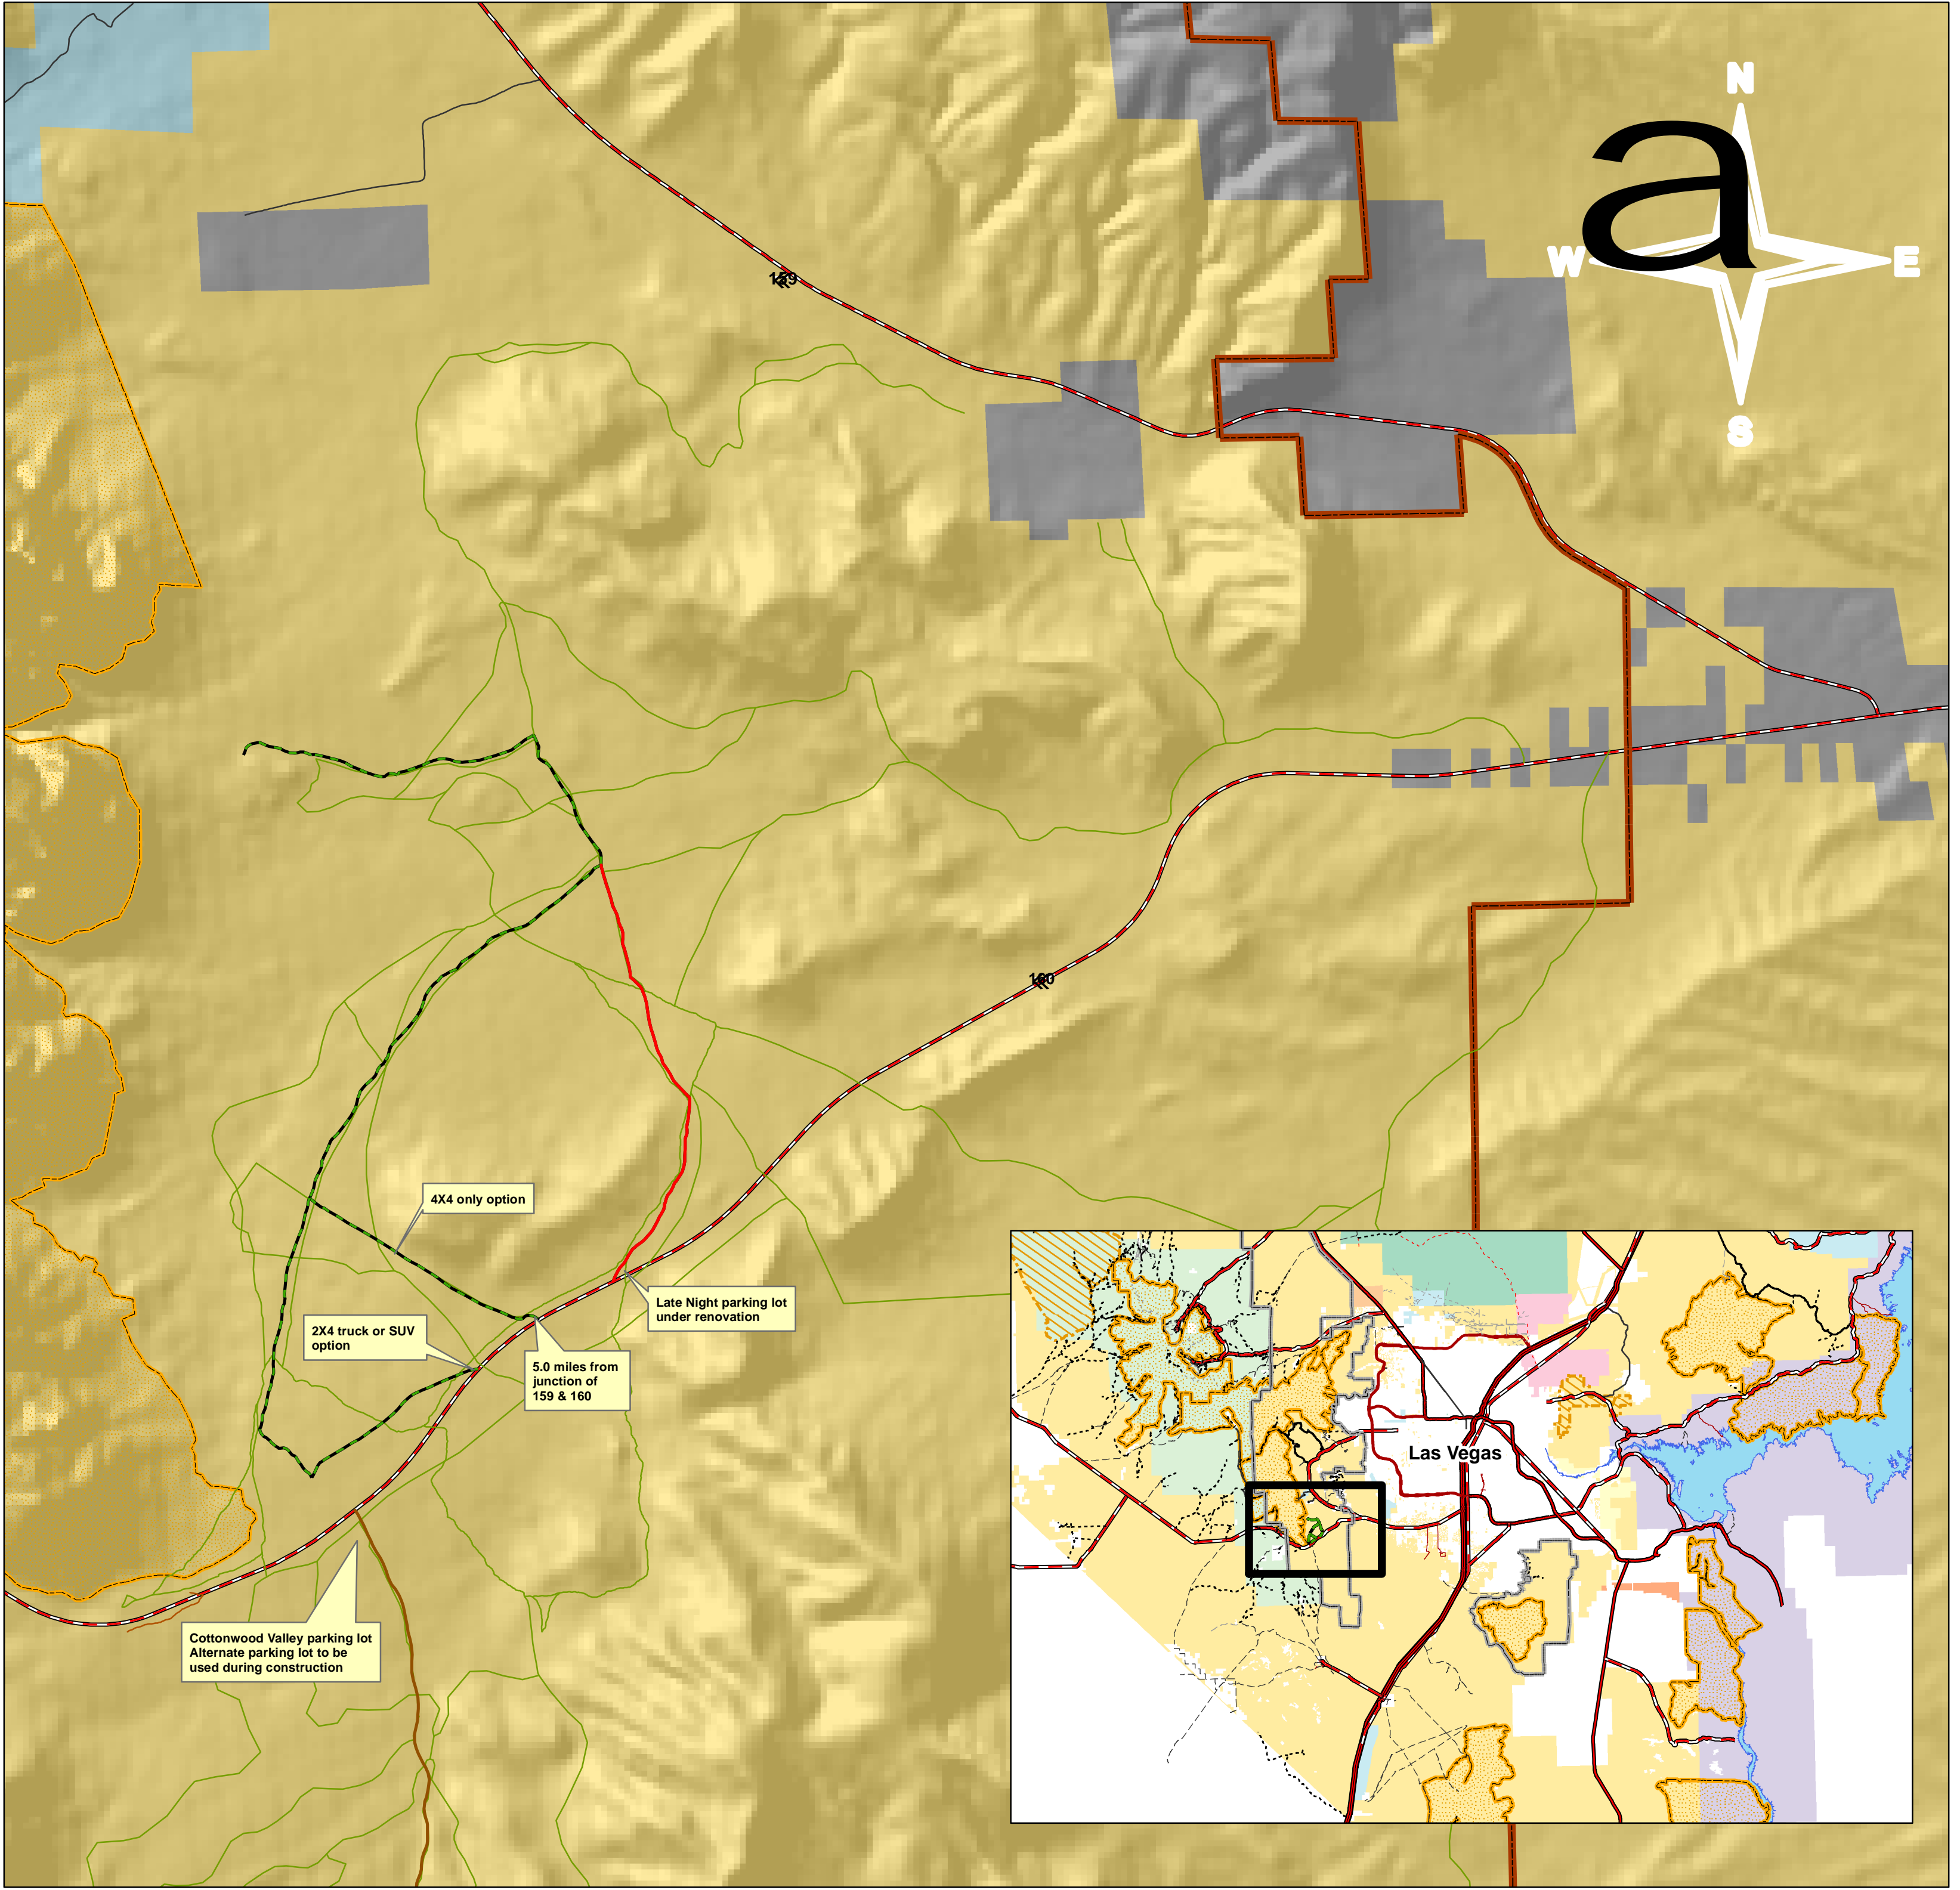 N
a
W
E
S
159
160
4X4 only option
Late Night parking lot
under renovation
2X4 truck or SUV
option
5.0 miles from
junction of
159 & 160
Las Vegas
Cottonwood Valley parking lot
Alternate parking lot to be
used during construction